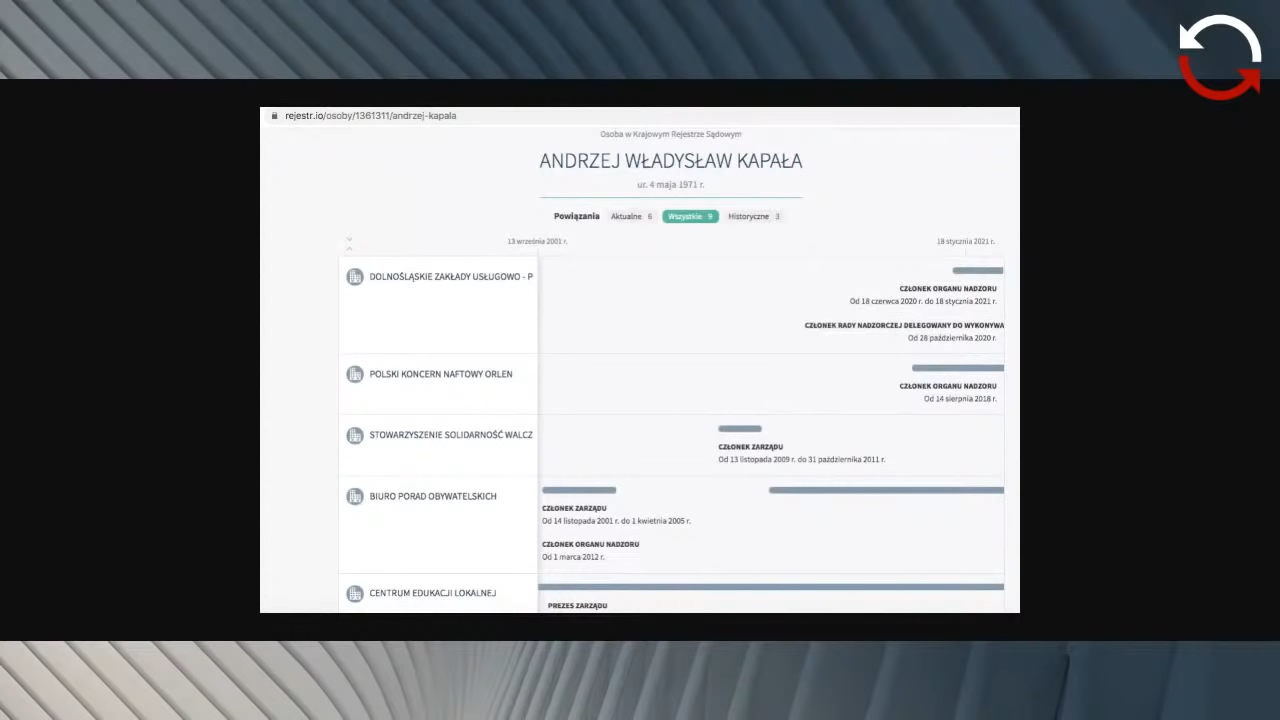 rejestr.io/osoby/1361311/andrzej-kapala
Osoba w Krajowym Rejestrze Sądowym
ANDRZEJ WŁADYSŁAW KAPAŁA
ur. 4 maja 1971 r.
Powiązania Aktualne 6 Wszystkie 9 Historyczne 3
13 września 2001 r. 18 stycznia 2021 r.
DOLNOŚLĄSKIE ZAKŁADY USŁUGOWO - P
CZŁONEK ORGANU NADZORU
Od 18 czerwca 2020 r. do 18 stycznia 2021 r.
CZŁONEK RADY NADZORCZEJ DELEGOWANY DO WYKONYWA
Od 28 października 2020 r.
POLSKI KONCERN NAFTOWY ORLEN
CZŁONEK ORGANU NADZORU
Od 14 sierpnia 2018 r.
STOWARZYSZENIE SOLIDARNOŚĆ WALCZ
CZŁONEK ZARZĄDU
Od 13 listopada 2009 r. do 31 października 2011 r.
BIURO PORAD OBYWATELSKICH
CZŁONEK ZARZĄDU
Od 14 listopada 2001 r. do 1 kwietnia 2005 r.
CZŁONEK ORGANU NADZORU
Od 1 marca 2012 r.
CENTRUM EDUKACJI LOKALNEJ
PREZES ZARZĄDU